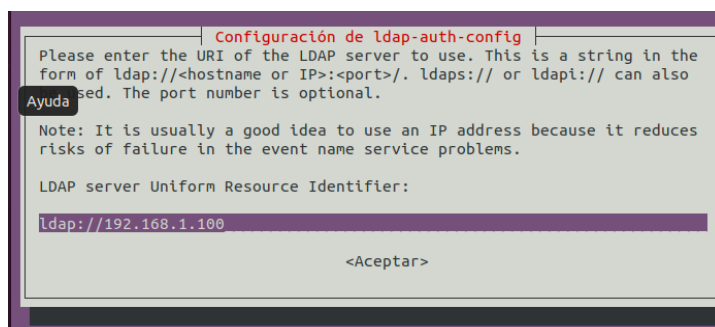 Configuración de ldap-auth-config
Please enter the URI of the LDAP server to use. This is a string in the
form of ldap://<hostname or IP>:<port>/. ldaps:// or ldapi:// can also
sed. The port number is optional.
Ayuda
Note: It is usually a good idea to use an IP address because it reduces
risks of failure in the event name service problems.
LDAP server Uniform Resource Identifier:
ldap://192.168.1.100
<Aceptar>